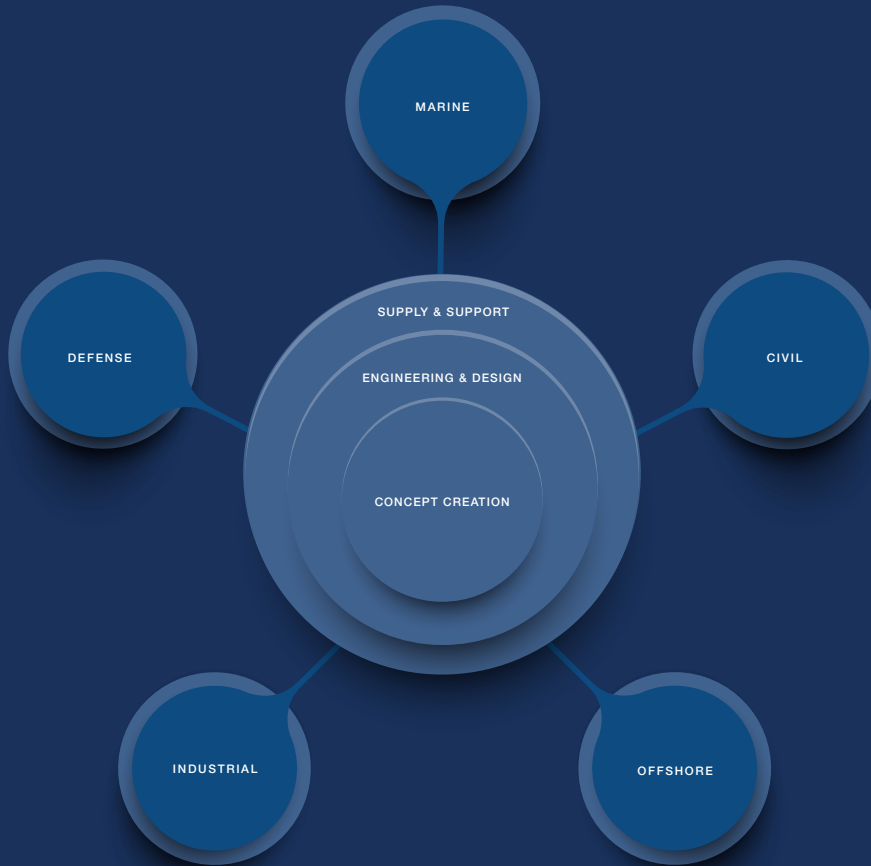 MARINE
SUPPLY & SUPPORT
DEFENSE
CIVIL
ENGINEERING & DESIGN
CONCEPT CREATION
INDUSTRIAL
OFFSHORE